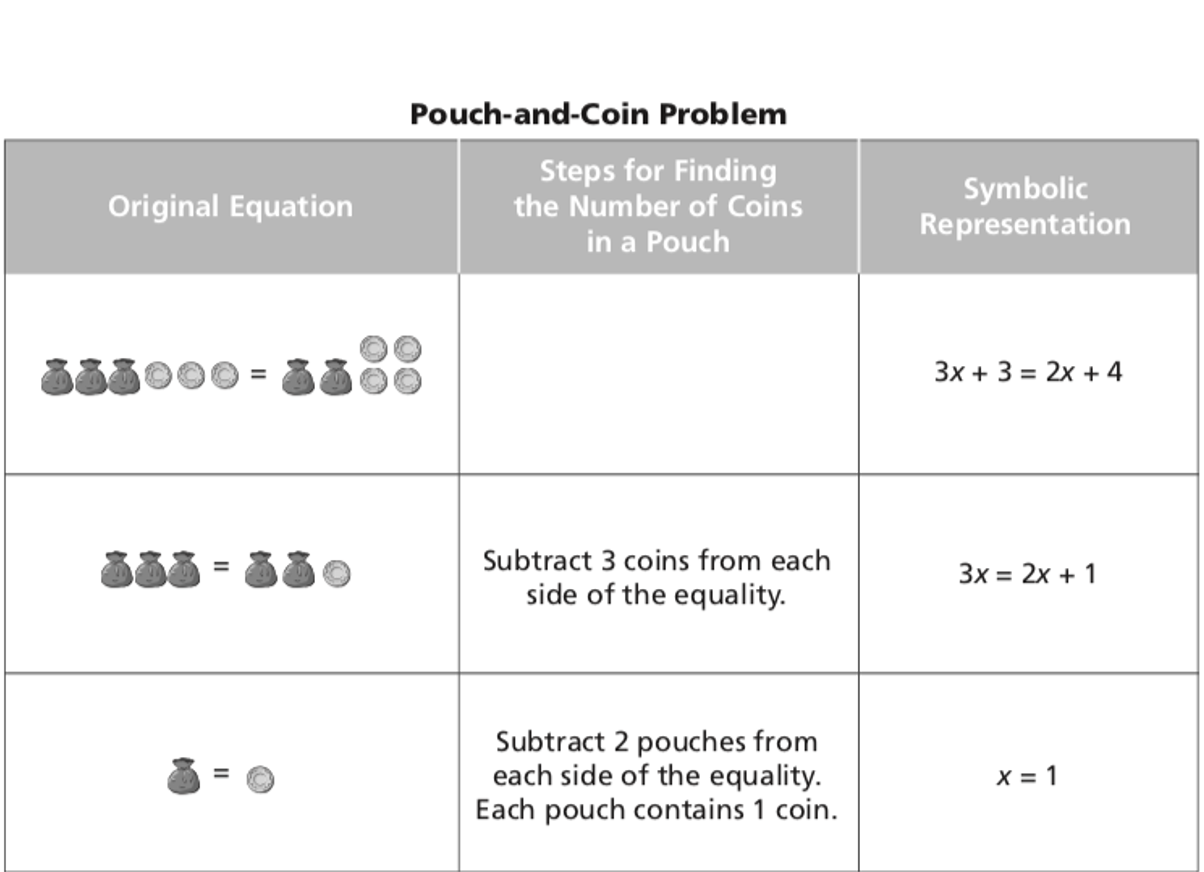 Pouch-and-Coin Problem
Original Equation
Steps for Finding
the Number of Coins
in a Pouch
Symbolic
Representation
=
3x + 3 = 2x + 4
=
Subtract 3 coins from each
side of the equality.
3x = 2x + 1
=
Subtract 2 pouches from
each side of the equality.
Each pouch contains 1 coin.
x = 1